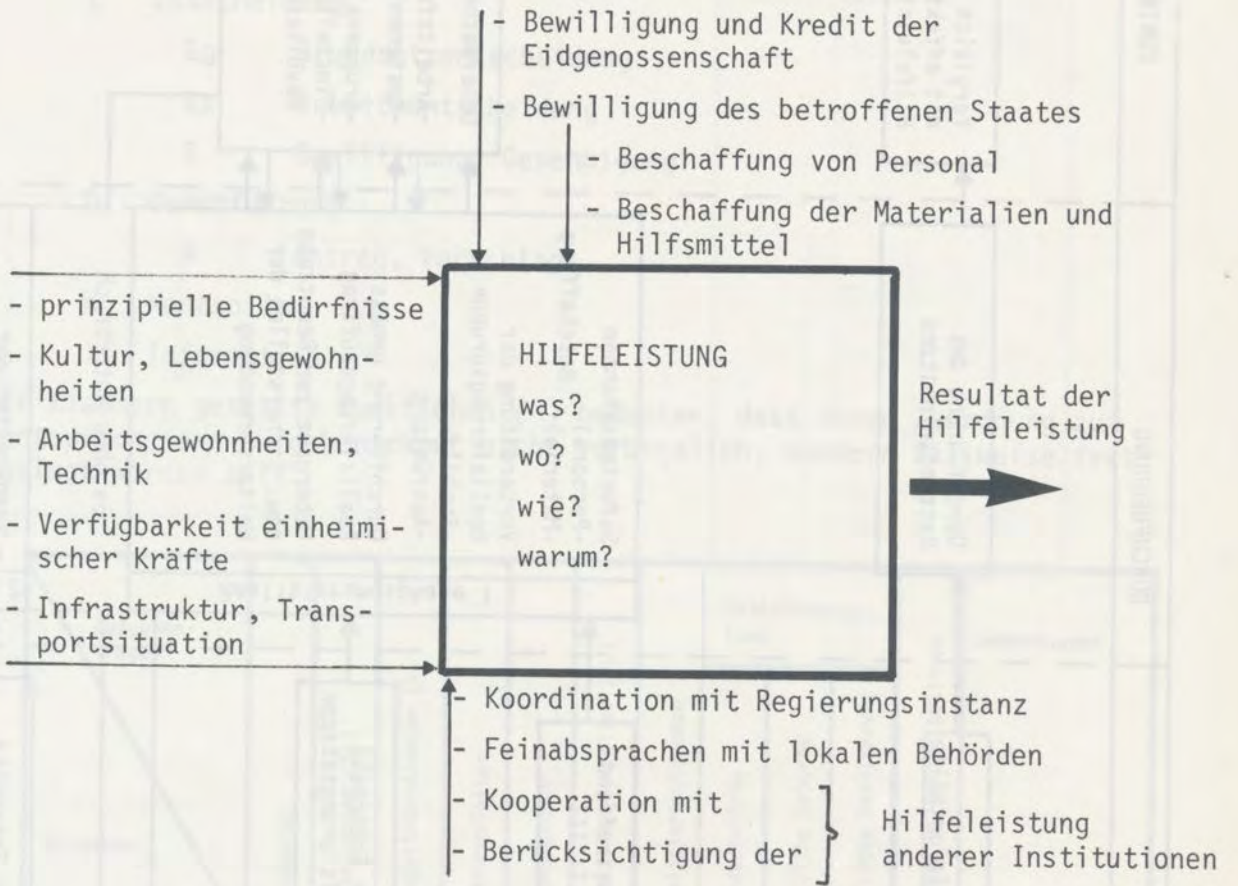 - Bewilligung und Kredit der
Eidgenossenschaft
- Bewilligung des betroffenen Staates
- Beschaffung von Personal
- Beschaffung der Materialien und
Hilfsmittel
- prinzipielle Bedürfnisse
- Kultur, Lebensgewohn-
heiten
- Arbeitsgewohnheiten,
Technik
- Verfügbarkeit einheimi-
scher Kräfte
- Infrastruktur, Trans-
portsituation
HILFELEISTUNG
was?
wo?
wie?
warum?
Resultat der
Hilfeleistung
- Koordination mit Regierungsinstanz
- Feinabsprachen mit lokalen Behörden
- Kooperation mit
- Berücksichtigung der
Hilfeleistung
anderer Institutionen